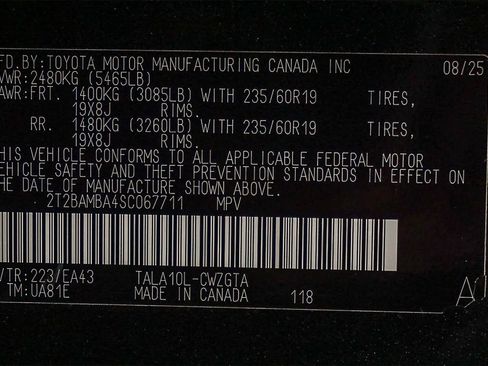 FD.BY:TOYOTA MOTOR MANUFACTURING CANADA INC 08/25
VWR: 2480KG (5465LB)
AWR:FRT. 1400KG (3085LB) WITH 235/60R19 TIRES,
19X8J RIMS.
RR. 1480KG (3260LB) WITH 235/60R19 TIRES,
19X8J RIMS.
HIS VEHICLE CONFORMS TO ALL APPLICABLE FEDERAL MOTOR
EHICLE SAFETY AND THEFT PREVENTION STANDARDS IN EFFECT ON
THE DATE OF MANUFACTURE SHOWN ABOVE.
2T2BAMBA4SC067711 MPV
/TR: 223/EA43 TALA10L-CWZGTA
TM: UA81E MADE IN CANADA 118 A